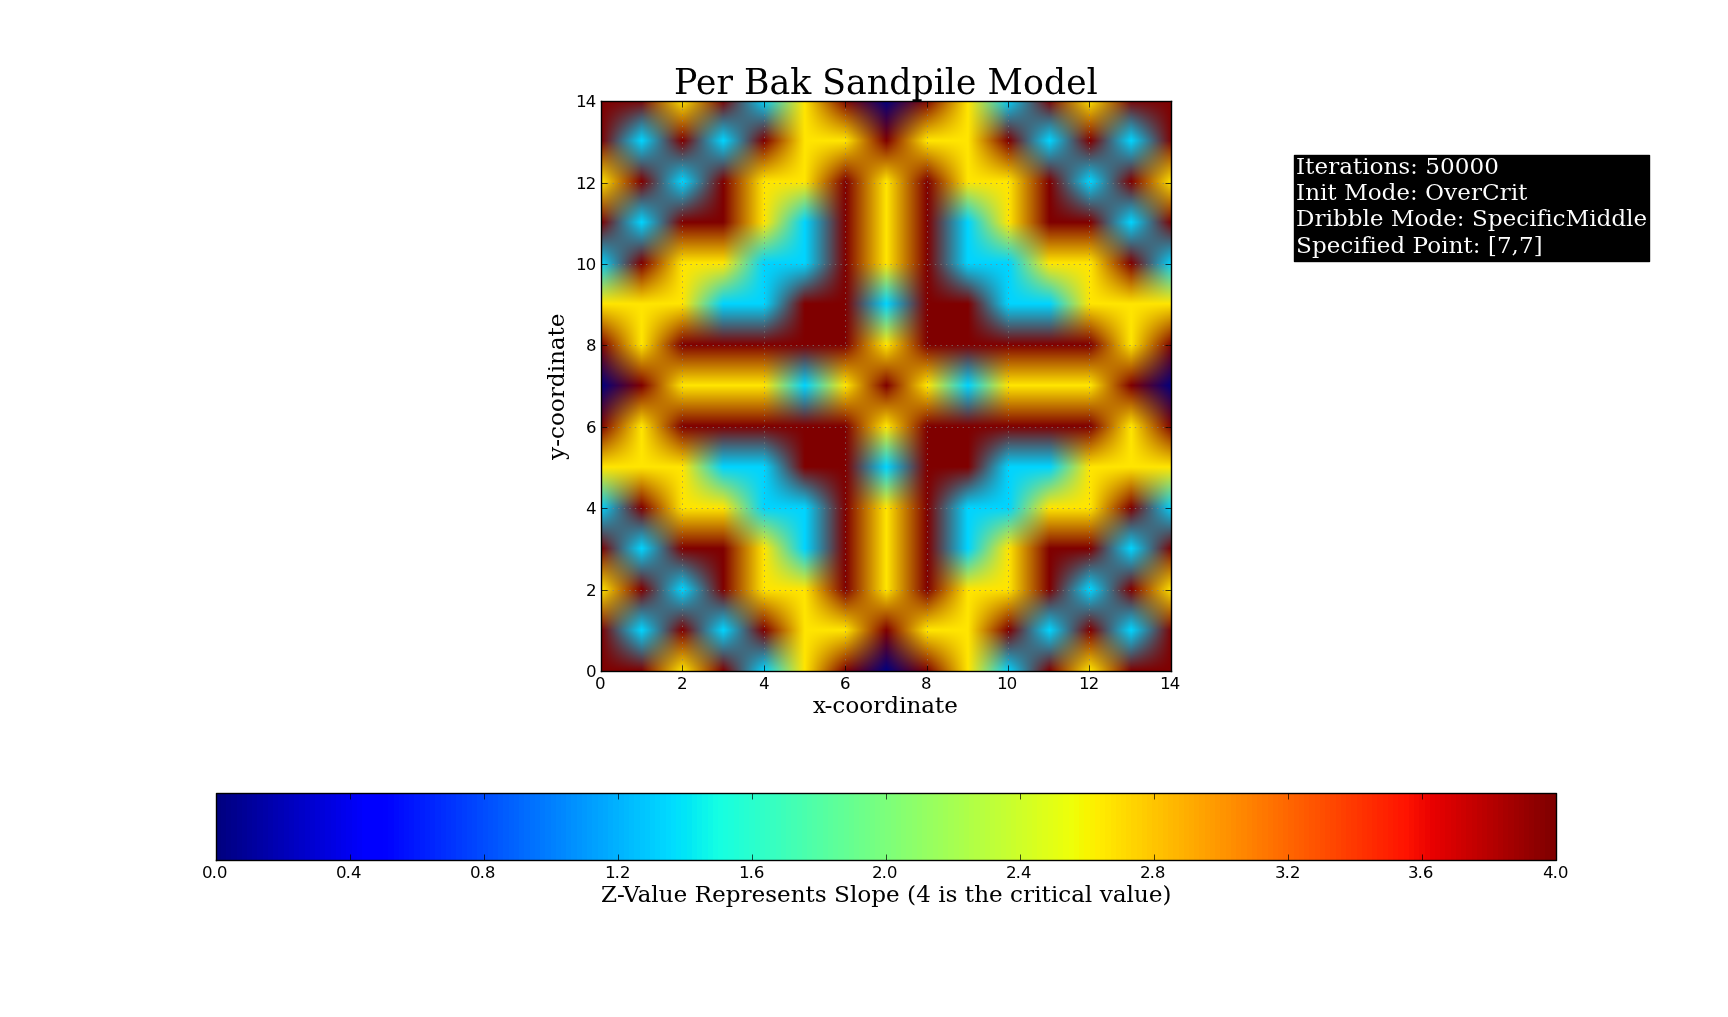 Per Bak Sandpile Model
14
12
10
8
6
4
2
0
y-coordinate
0 2 4 6 8 10 12 14
x-coordinate
Iterations: 50000
Init Mode: OverCrit
Dribble Mode: SpecificMiddle
Specified Point: [7,7]
0.0 0.4 0.8 1.2 1.6 2.0 2.4 2.8 3.2 3.6 4.0
Z-Value Represents Slope (4 is the critical value)